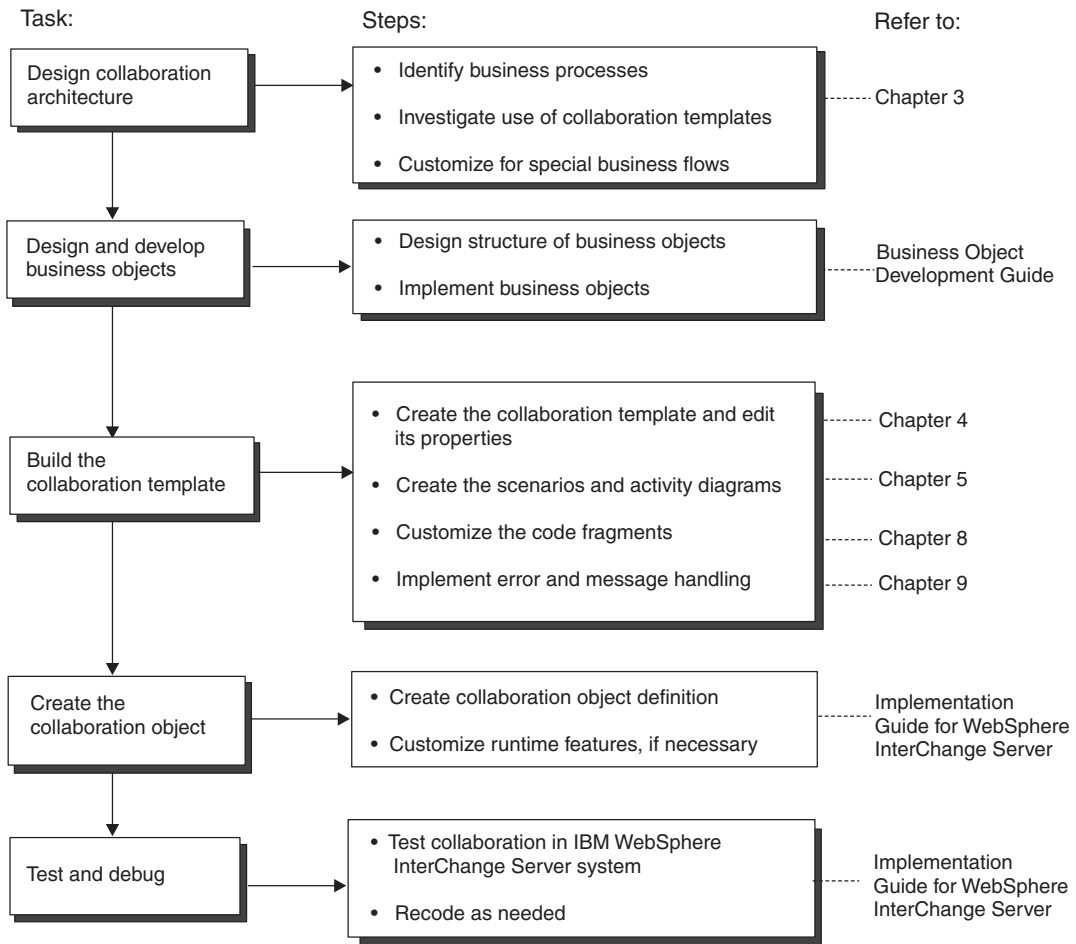 Task:
Steps:
Refer to:
Design collaboration
architecture
• Identify business processes
• Investigate use of collaboration templates
• Customize for special business flows
Chapter 3
Design and develop
business objects
• Design structure of business objects
• Implement business objects
Business Object
Development Guide
Build the
collaboration template
• Create the collaboration template and edit
its properties
• Create the scenarios and activity diagrams
• Customize the code fragments
• Implement error and message handling
Chapter 4
Chapter 5
Chapter 8
Chapter 9
Create the
collaboration object
• Create collaboration object definition
• Customize runtime features, if necessary
Implementation
Guide for WebSphere
InterChange Server
Test and debug
• Test collaboration in IBM WebSphere
InterChange Server system
• Recode as needed
Implementation
Guide for WebSphere
InterChange Server